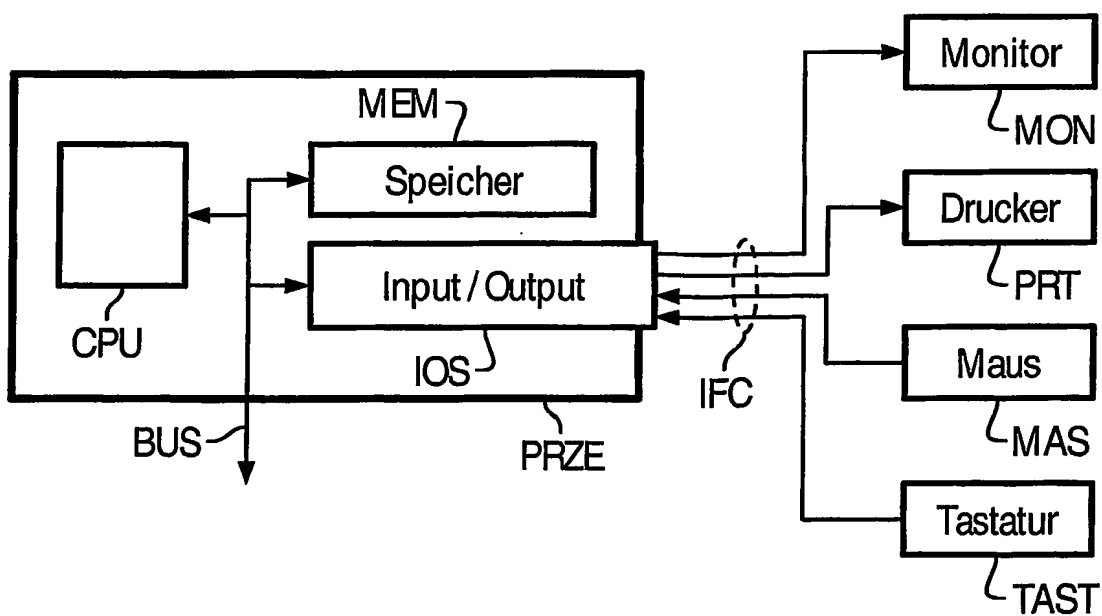 Monitor
MON
MEM
Speicher
Drucker
PRT
Input / Output
CPU
IOS
IFC
Maus
MAS
BUS
PRZE
Tastatur
TAST